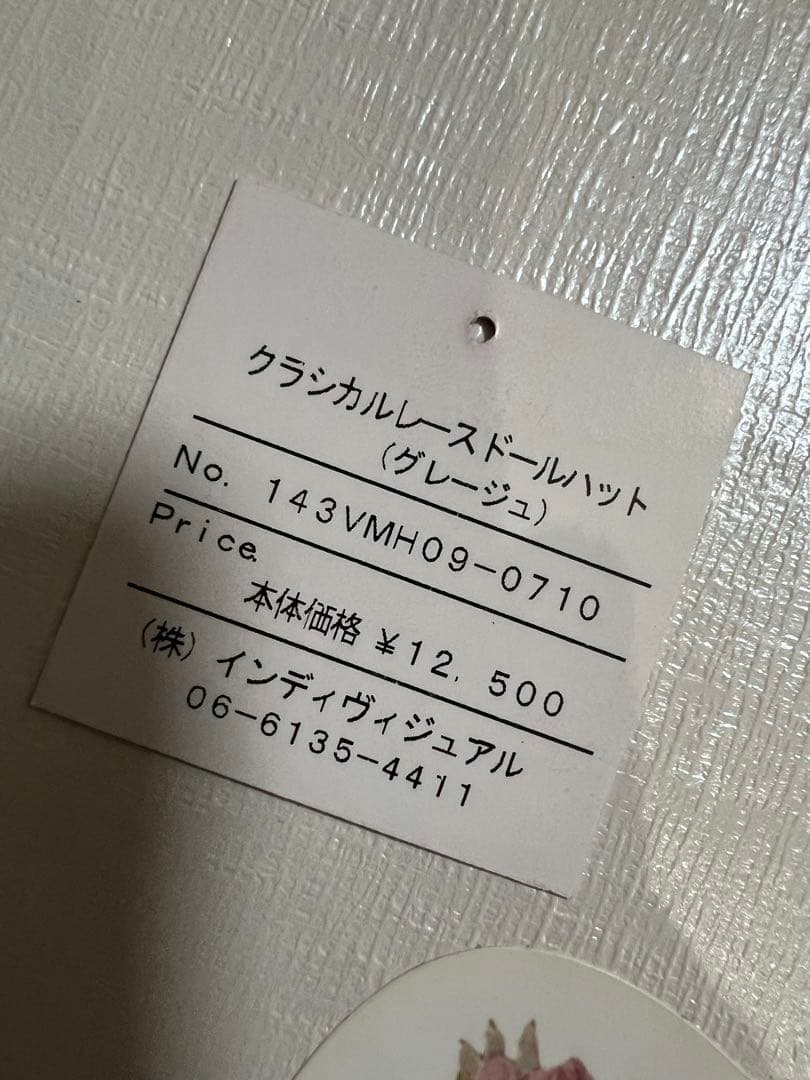 クラシカルレースドールハット
(グレージュ)
No. 143VMH09-0710
Price.
本体価格 ¥12,500
(株)インディヴィジュアル
06-6135-4411